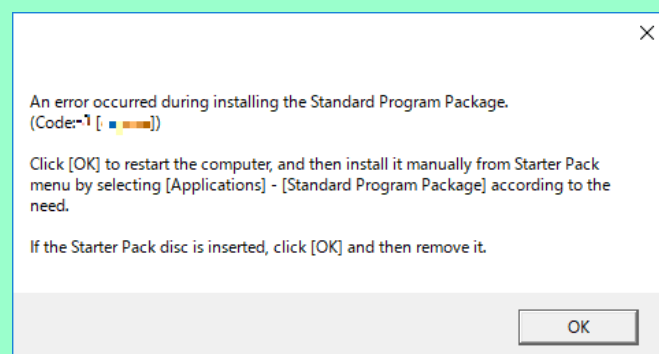 An error occurred during installing the Standard Program Package.
(Code:-1 [
])
Click [OK] to restart the computer, and then install it manually from Starter Pack
menu by selecting [Applications] - [Standard Program Package] according to the
need.
If the Starter Pack disc is inserted, click [OK] and then remove it.
OK